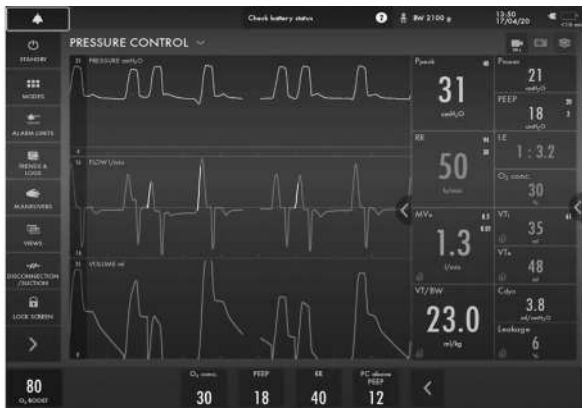 Check battery status
?
BW 2100 g
13:50
17/04/20
PRESSURE CONTROL
STANDBY
MODES
ALARM LIMITS
TRENDS &
LOGS
MANEUVERS
VIEWS
DISCONNECTION
/SUCTION
LOCK SCREEN
80
O₂ BOOST
PRESSURE cmH₂O
FLOW l/min
VOLUME ml
Ppeak
31
cmH₂O
RR
50
MVe
1.3
l/min
VT/BW
23.0
ml/kg
Pmean
21
cmH₂O
PEEP
18
cmH₂O
I:E
1 : 3.2
O₂ conc.
30
%
VTi
35
ml
VTe
48
ml
Cdyn
3.8
ml/cmH₂O
Leakage
6
%
O₂ conc.
30
PEEP
18
RR
40
PC above
PEEP
12